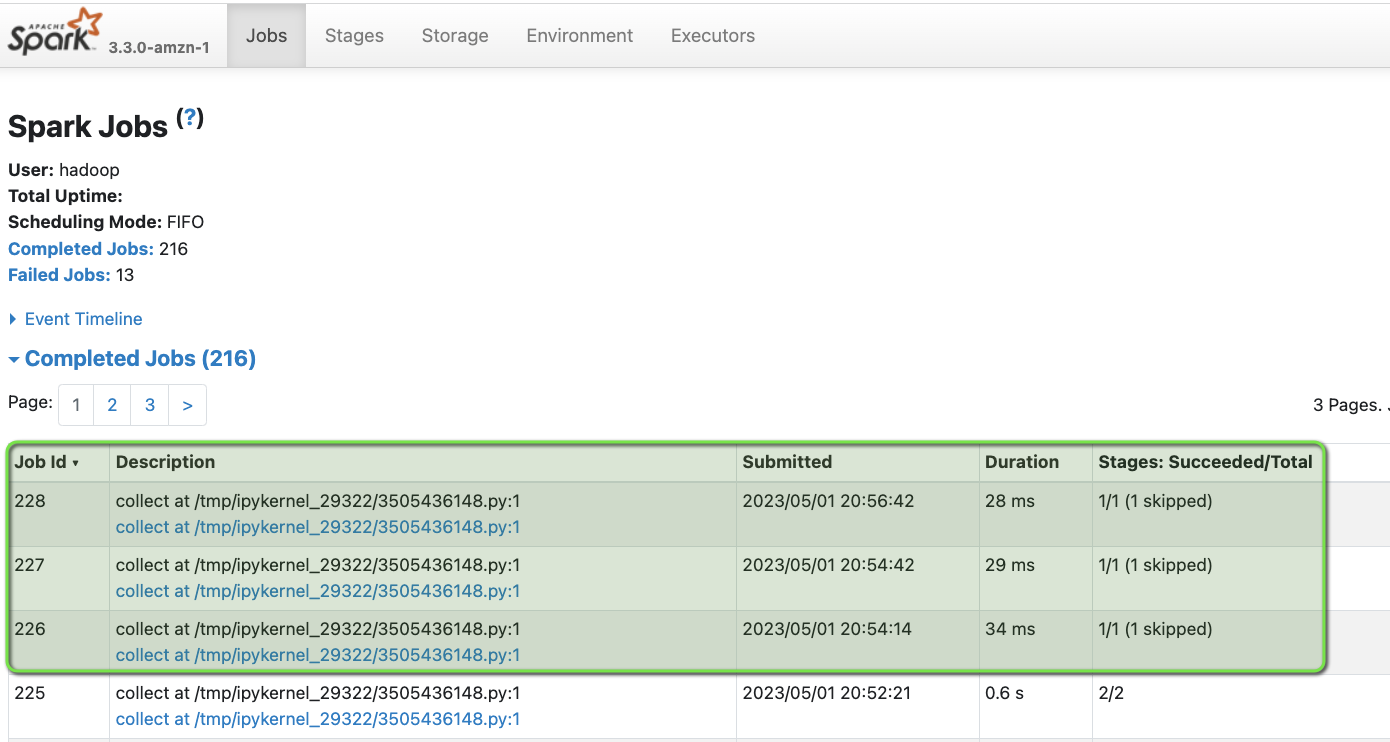 APACHE
Spark 3.3.0-amzn-1 Jobs Stages Storage Environment Executors
Spark Jobs (?)
User: hadoop
Total Uptime:
Scheduling Mode: FIFO
Completed Jobs: 216
Failed Jobs: 13
Event Timeline
Completed Jobs (216)
Page: 1 2 3 > 3 Pages.
Job Id ▾ Description Submitted Duration Stages: Succeeded/Total
228 collect at /tmp/ipykernel_29322/3505436148.py:1 2023/05/01 20:56:42 28 ms 1/1 (1 skipped)
collect at /tmp/ipykernel_29322/3505436148.py:1
227 collect at /tmp/ipykernel_29322/3505436148.py:1 2023/05/01 20:54:42 29 ms 1/1 (1 skipped)
collect at /tmp/ipykernel_29322/3505436148.py:1
226 collect at /tmp/ipykernel_29322/3505436148.py:1 2023/05/01 20:54:14 34 ms 1/1 (1 skipped)
collect at /tmp/ipykernel_29322/3505436148.py:1
225 collect at /tmp/ipykernel_29322/3505436148.py:1 2023/05/01 20:52:21 0.6 s 2/2
collect at /tmp/ipykernel_29322/3505436148.py:1